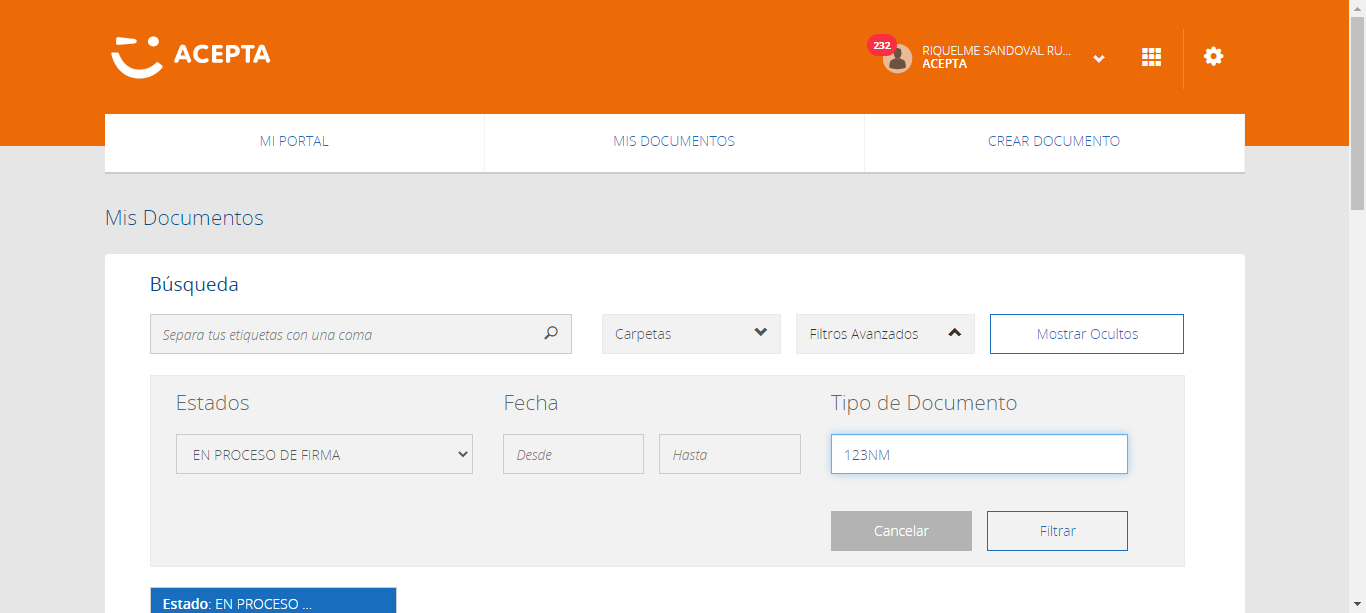 ACEPTA
232
RIQUELME SANDOVAL RU...
ACEPTA
MI PORTAL
MIS DOCUMENTOS
CREAR DOCUMENTO
Mis Documentos
Búsqueda
Separa tus etiquetas con una coma
Carpetas
Filtros Avanzados
Mostrar Ocultos
Estados
Fecha
Tipo de Documento
EN PROCESO DE FIRMA
Desde
Hasta
123NM
Cancelar
Filtrar
Estado: EN PROCESO ...